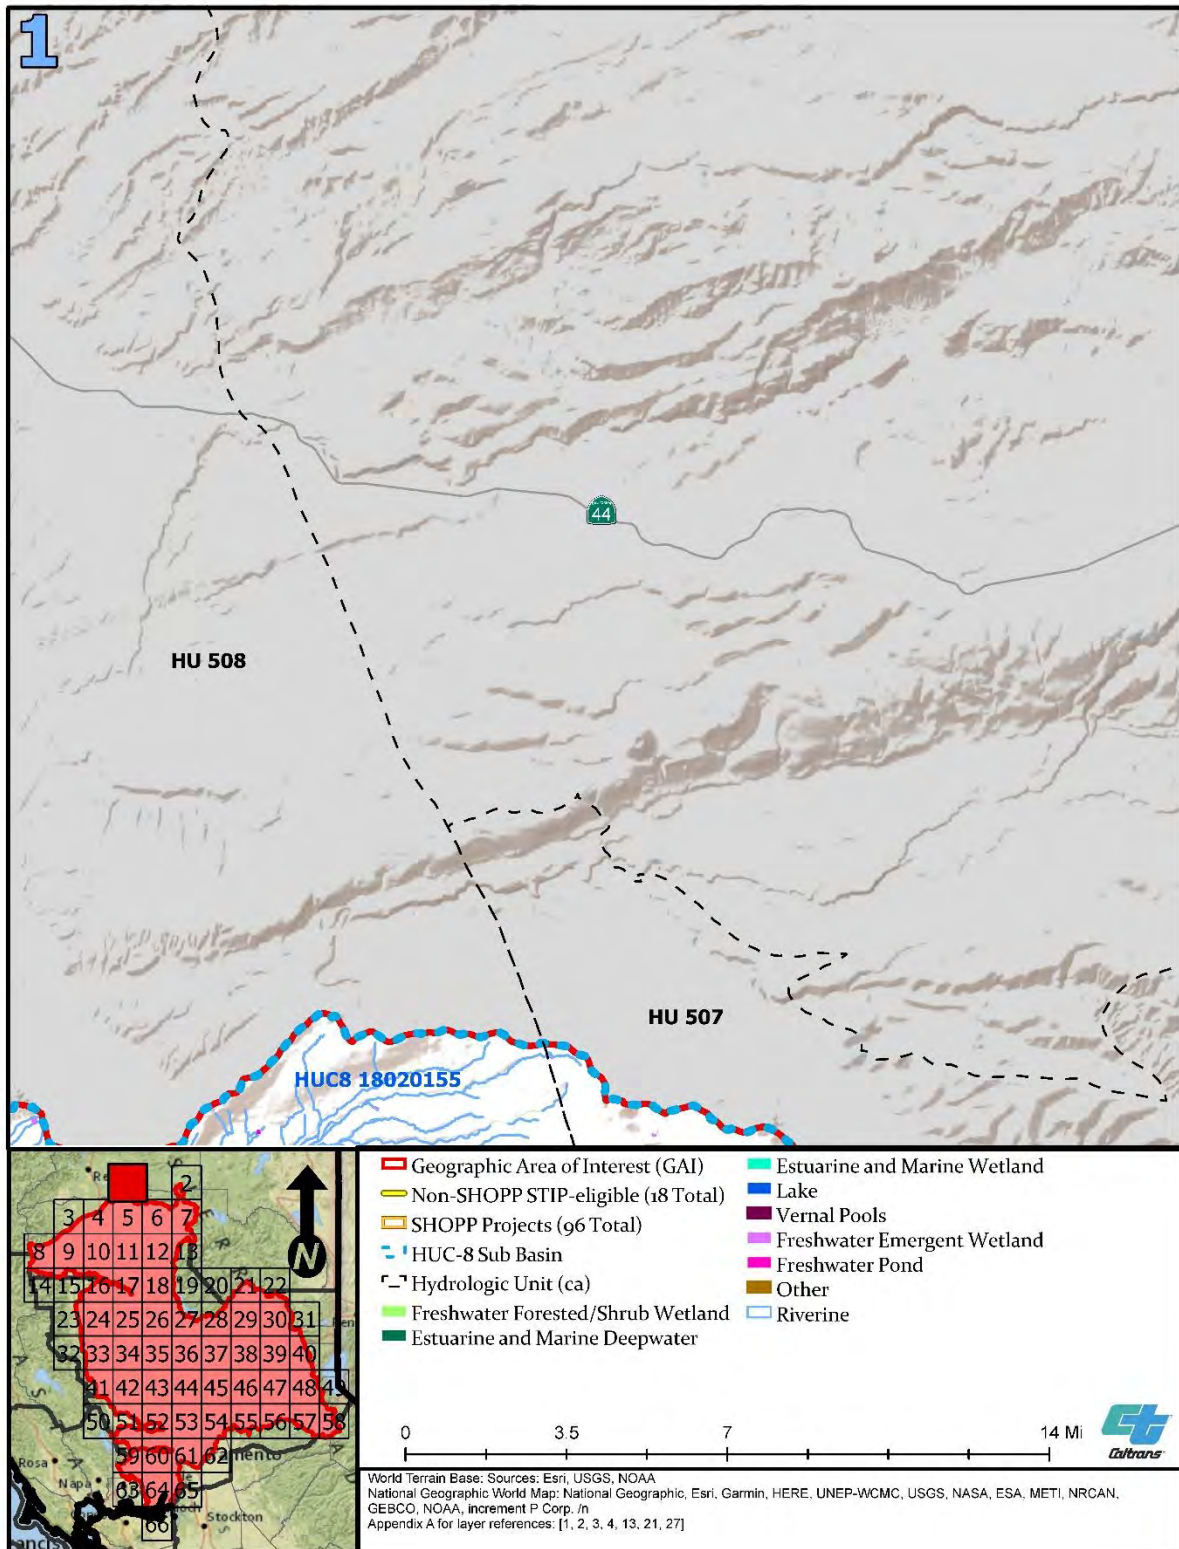 1
44
HU 508
HU 507
HUC8 18020155
2
3 4 5 6 7
8 9 10 11 12 13
14 15 16 17 18 19 20 21 22
23 24 25 26 27 28 29 30 31
32 33 34 35 36 37 38 39 40
41 42 43 44 45 46 47 48 49
50 51 52 53 54 55 56 57 58
59 60 61 62
Rosa
Napa
63 64 65
Stockton
66
N
Geographic Area of Interest (GAI)
Non-SHOPP STIP-eligible (18 Total)
SHOPP Projects (96 Total)
HUC-8 Sub Basin
Hydrologic Unit (ca)
Freshwater Forested/Shrub Wetland
Estuarine and Marine Deepwater
Estuarine and Marine Wetland
Lake
Vernal Pools
Freshwater Emergent Wetland
Freshwater Pond
Other
Riverine
0 3.5 7 14 Mi
Caltrans
World Terrain Base: Sources: Esri, USGS, NOAA
National Geographic World Map: National Geographic, Esri, Garmin, HERE, UNEP-WCMC, USGS, NASA, ESA, METI, NRCAN,
GEBCO, NOAA, increment P Corp. /n
Appendix A for layer references: [1, 2, 3, 4, 13, 21, 27]